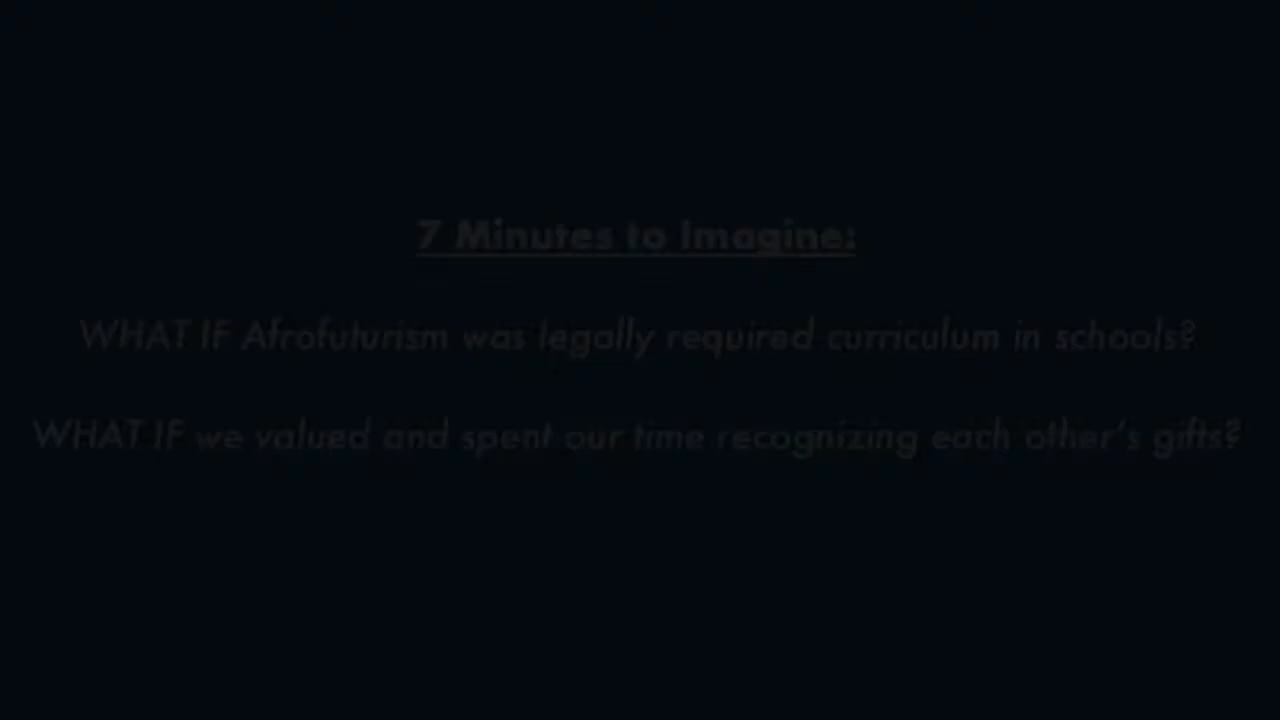 7 Minutes to Imagine:
WHAT IF Afrofuturism was legally required curriculum in schools?
WHAT IF we valued and spent our time recognizing each other's gifts?